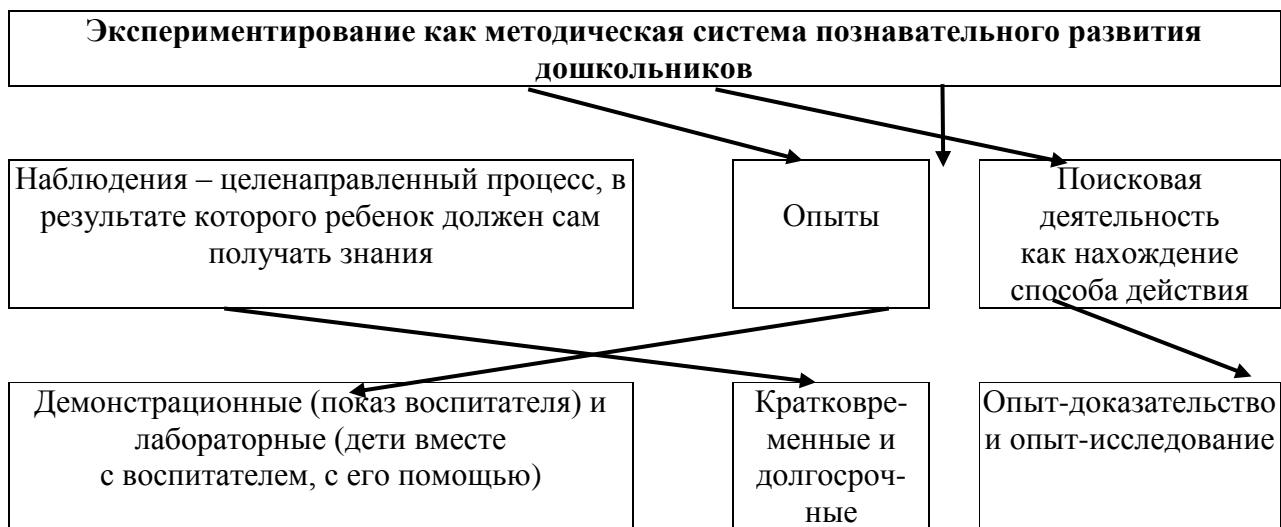 Экспериментирование как методическая система познавательного развития
дошкольников
Наблюдения – целенаправленный процесс, в
результате которого ребенок должен сам
получать знания
Опыты
Поисковая
деятельность
как нахождение
способа действия
Демонстрационные (показ воспитателя) и
лабораторные (дети вместе
с воспитателем, с его помощью)
Кратковре-
менные и
долгосроч-
ные
Опыт-доказательство
и опыт-исследование